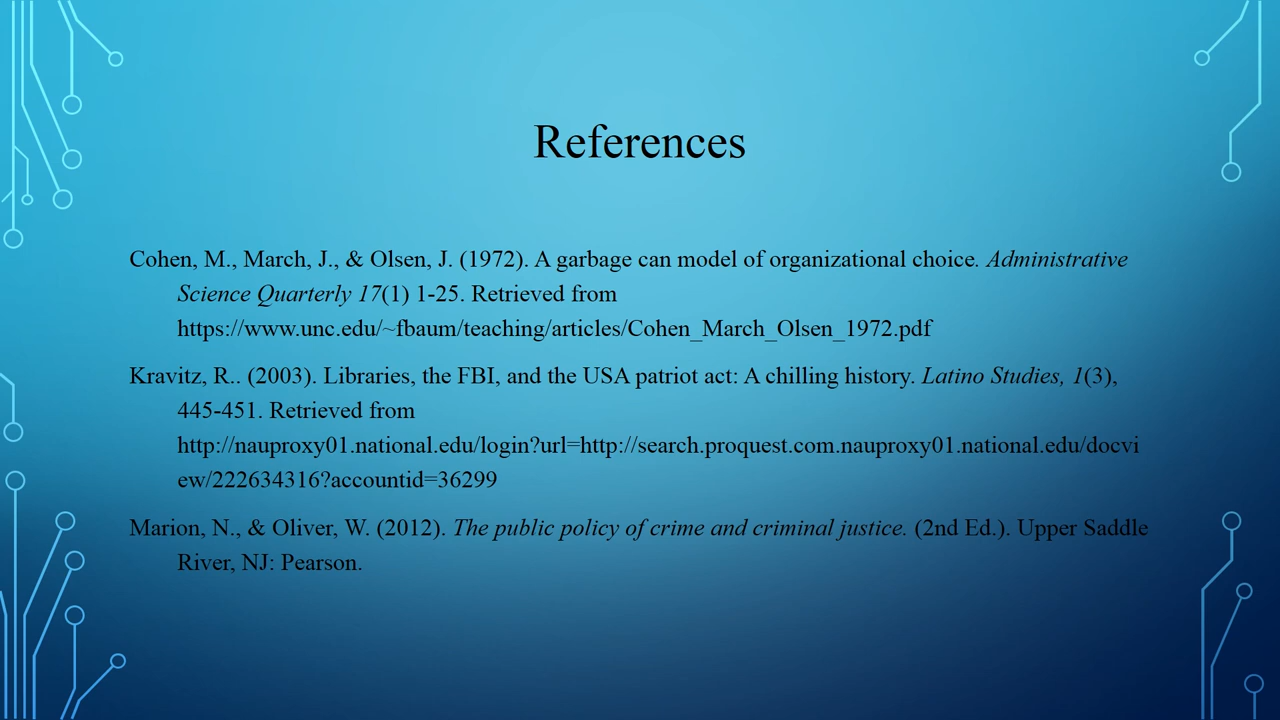 References
Cohen, M., March, J., & Olsen, J. (1972). A garbage can model of organizational choice. Administrative
Science Quarterly 17(1) 1-25. Retrieved from
https://www.unc.edu/~fbaum/teaching/articles/Cohen_March_Olsen_1972.pdf
Kravitz, R.. (2003). Libraries, the FBI, and the USA patriot act: A chilling history. Latino Studies, 1(3),
445-451. Retrieved from
http://nauproxy01.national.edu/login?url=http://search.proquest.com.nauproxy01.national.edu/docvi
ew/222634316?accountid=36299
Marion, N., & Oliver, W. (2012). The public policy of crime and criminal justice. (2nd Ed.). Upper Saddle
River, NJ: Pearson.